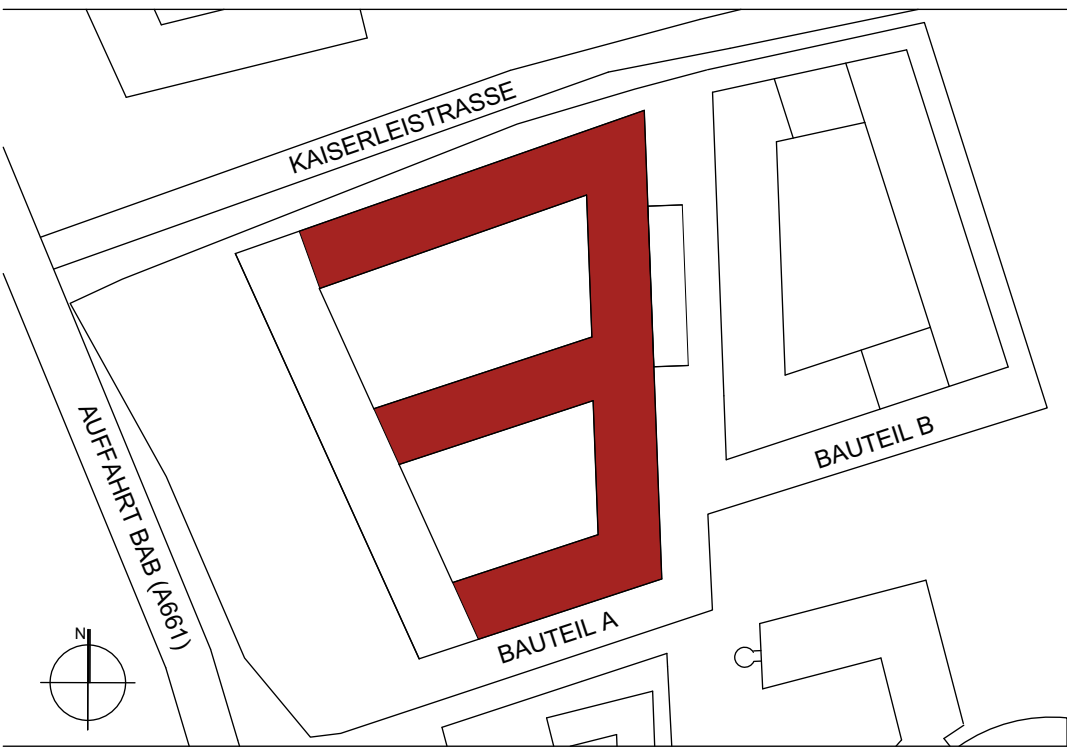 KAISERLEISTRASSE
AUFFAHRT BAB (A661)
BAUTEIL B
BAUTEIL A
N